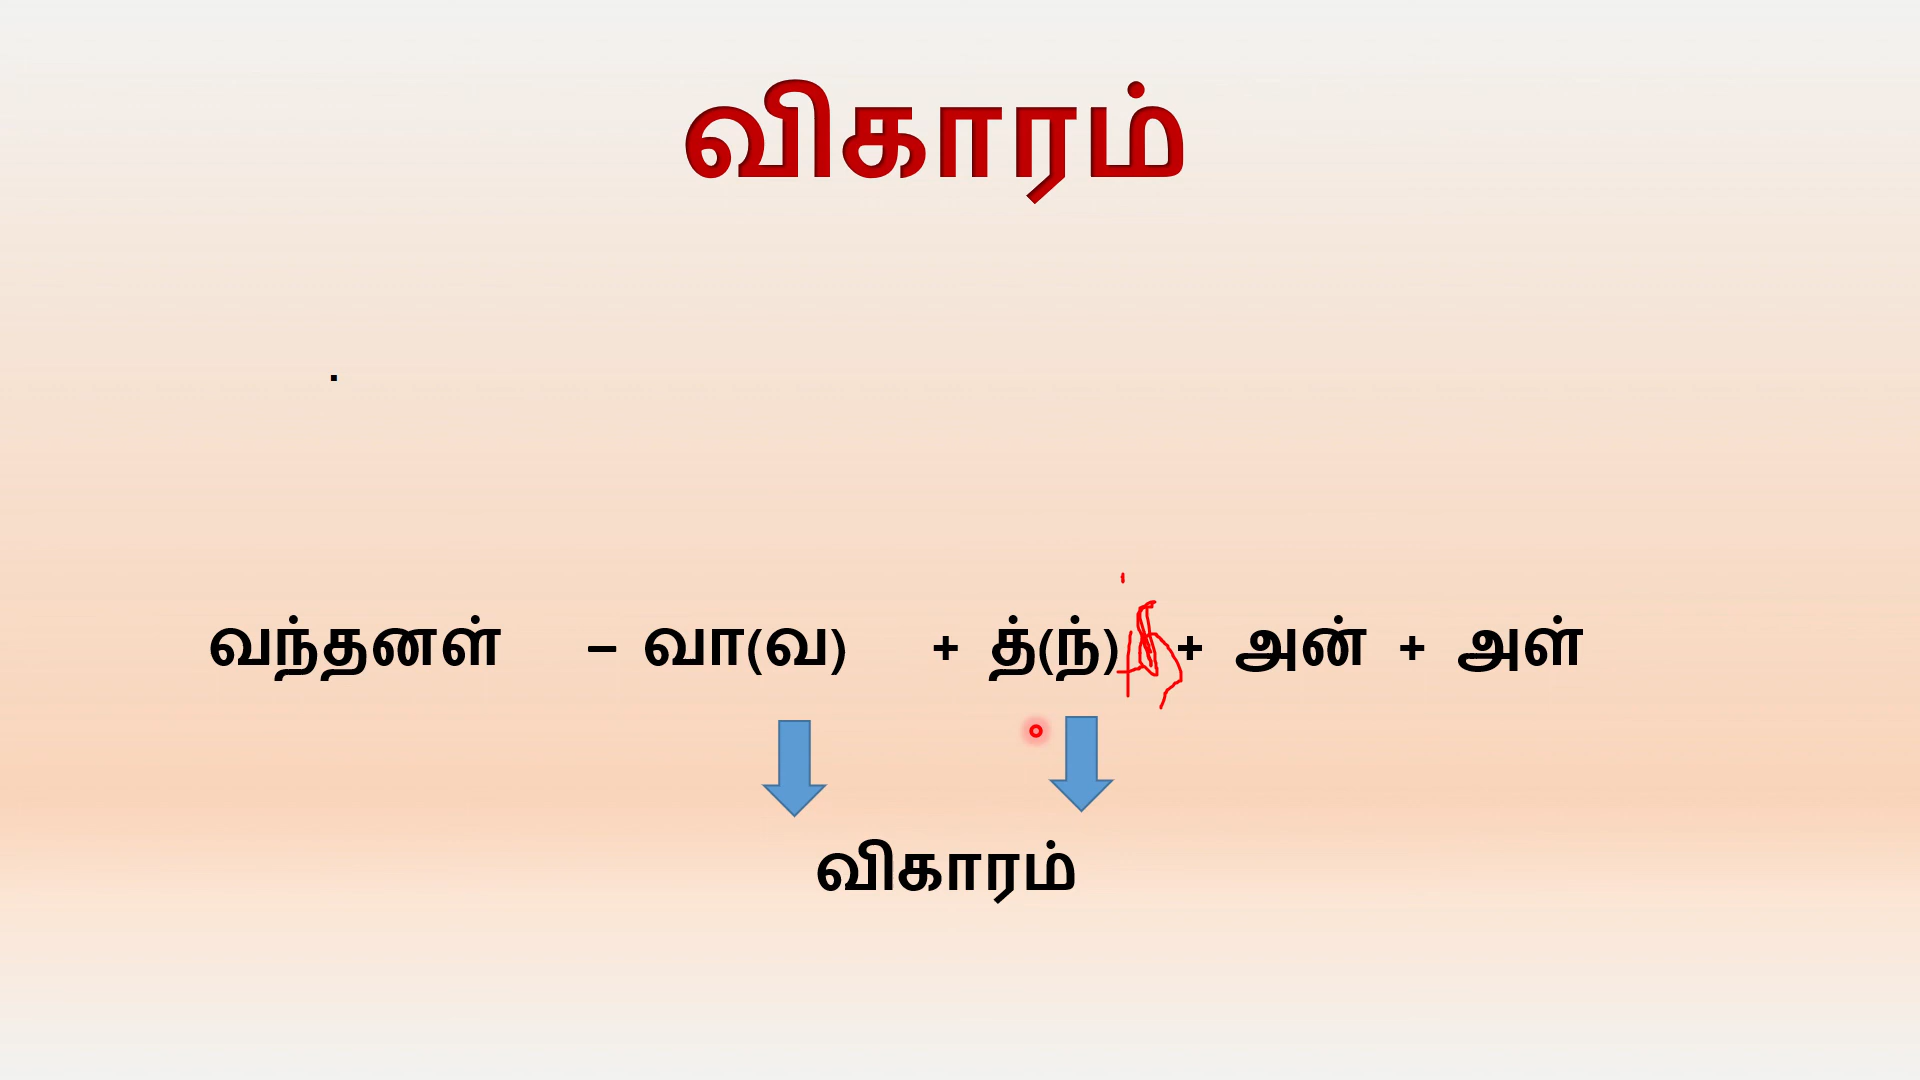 விகாரம்
வந்தனள் – வா(வ) + த்(ந்) + அன் + அள்
விகாரம்